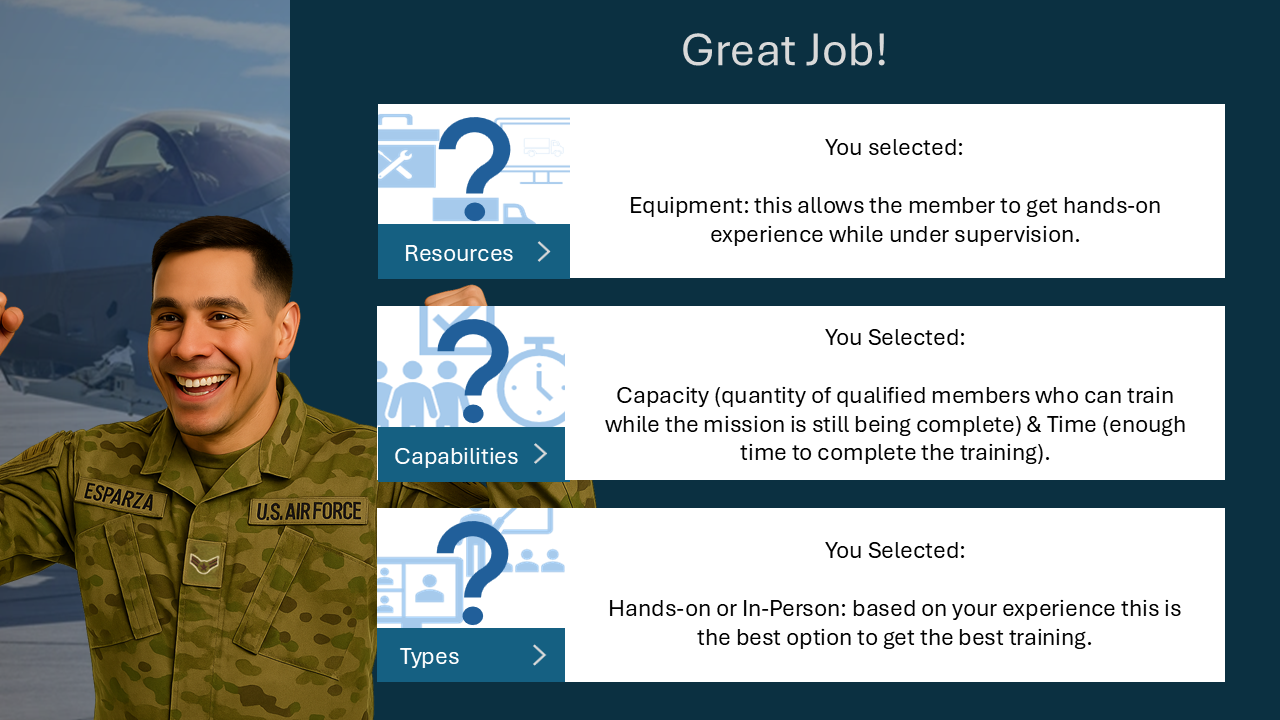 Great Job!
You selected:
Equipment: this allows the member to get hands-on
experience while under supervision.
Resources
You Selected:
Capacity (quantity of qualified members who can train
while the mission is still being complete) & Time (enough
time to complete the training).
Capabilities
ESPARZA
U.S. AIR FORCE
You Selected:
Hands-on or In-Person: based on your experience this is
the best option to get the best training.
Types